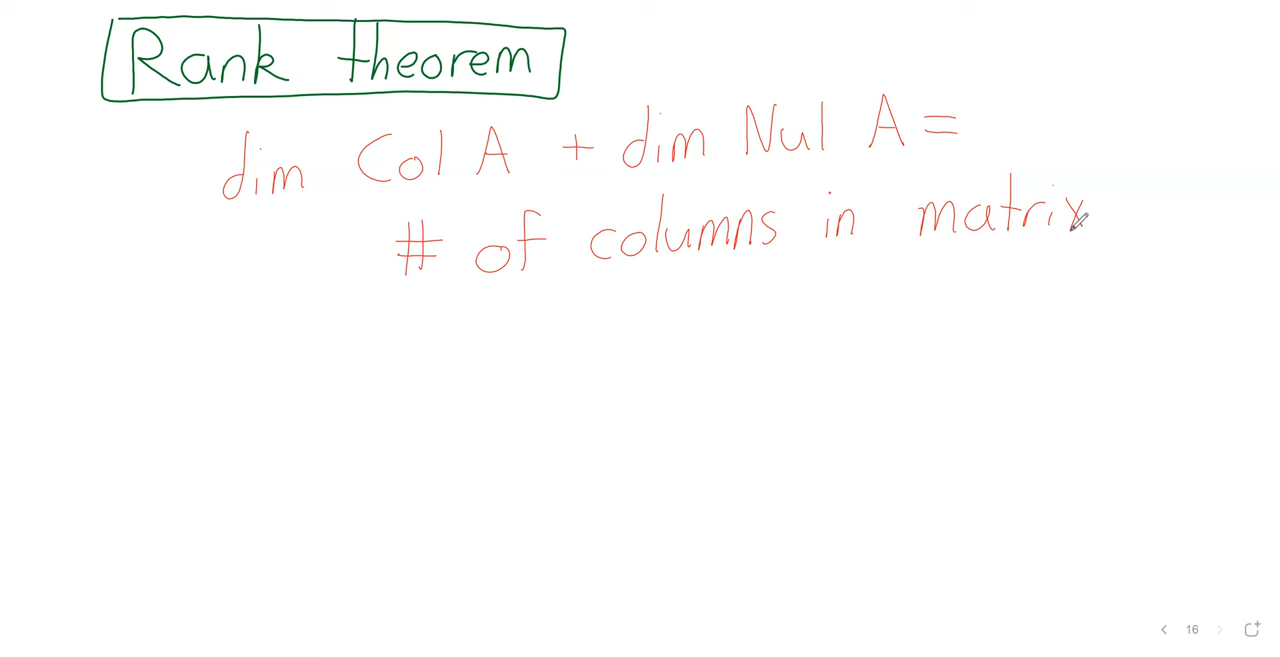 Rank theorem
dim Col A + dim Nul A =
# of columns in matrix
16